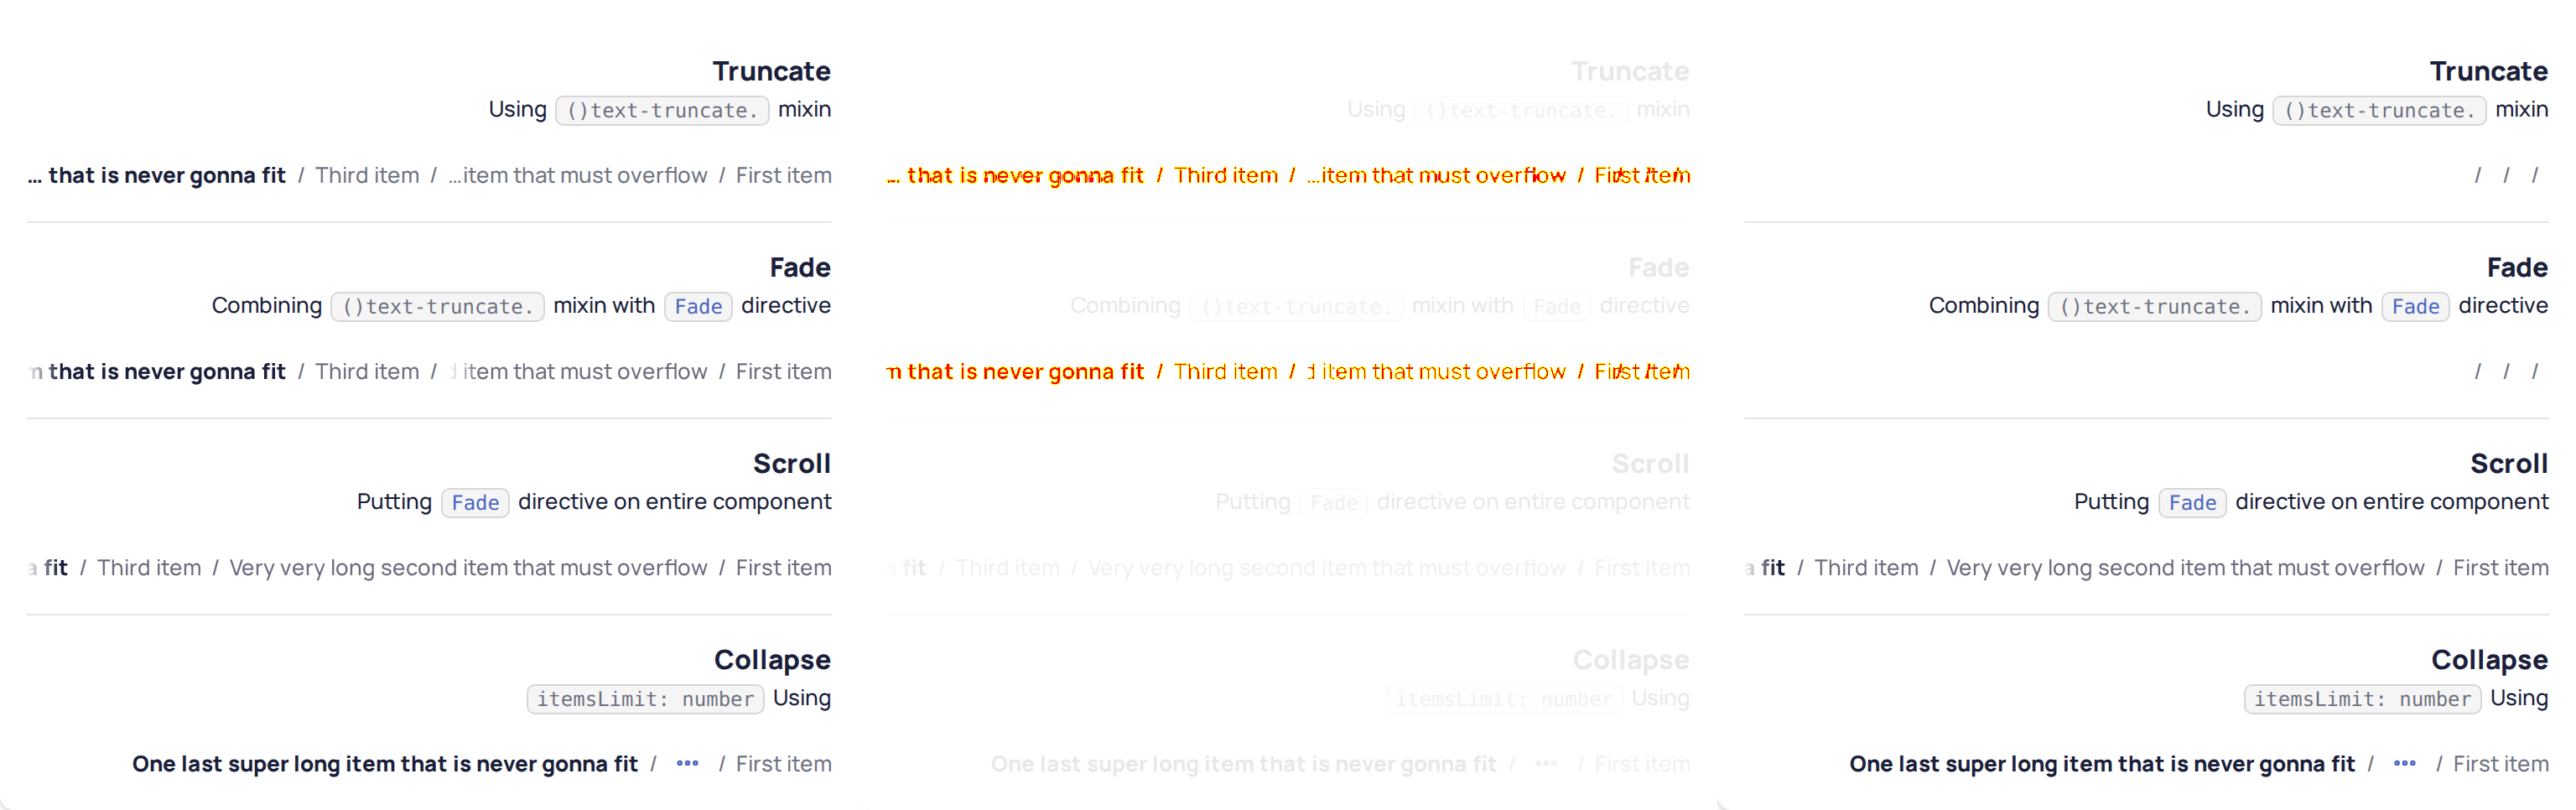 Truncate
Using ()text-truncate. mixin
... that is never gonna fit / Third item / ...item that must overflow / First item
Fade
Combining ()text-truncate. mixin with Fade directive
m that is never gonna fit / Third item / d item that must overflow / First item
Scroll
Putting Fade directive on entire component
a fit / Third item / Very very long second item that must overflow / First item
Collapse
itemsLimit: number Using
One last super long item that is never gonna fit / ••• / First item
Truncate
Using ()text-truncate. mixin
... that is never gonna fit / Third item / ...item that must overflow / First item
Fade
Combining ()text-truncate. mixin with Fade directive
m that is never gonna fit / Third item / d item that must overflow / First item
Scroll
Putting Fade directive on entire component
a fit / Third item / Very very long second item that must overflow / First item
Collapse
itemsLimit: number Using
One last super long item that is never gonna fit / ••• / First item
Truncate
Using ()text-truncate. mixin
/ / /
Fade
Combining ()text-truncate. mixin with Fade directive
/ / /
Scroll
Putting Fade directive on entire component
a fit / Third item / Very very long second item that must overflow / First item
Collapse
itemsLimit: number Using
One last super long item that is never gonna fit / ••• / First item